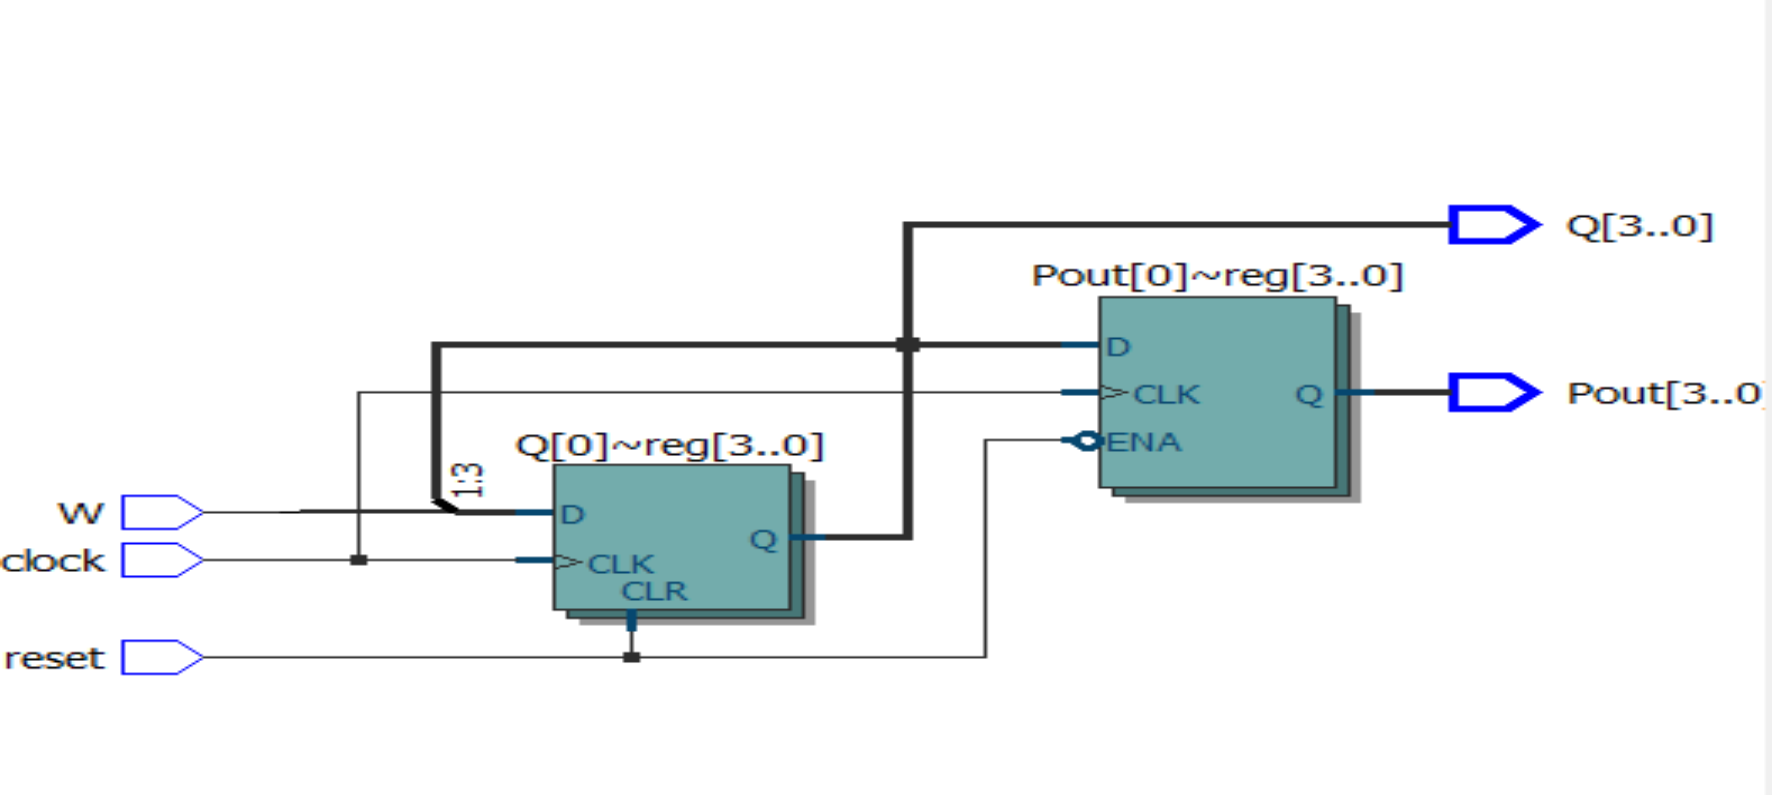 Q[3..0]
Pout[0]~reg[3..0]
D
CLK
Q
ENA
Pout[3..0
Q[0]~reg[3..0]
1:3
W
D
Q
clock
CLK
CLR
reset